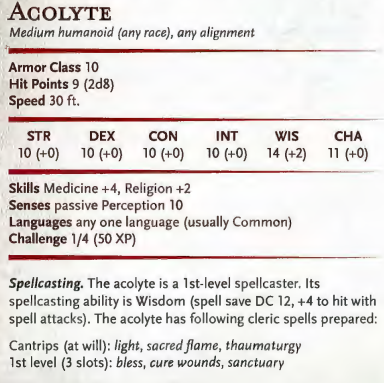 ACOLYTE
Medium humanoid (any race), any alignment
Armor Class 10
Hit Points 9 (2d8)
Speed 30 ft.
STR DEX CON INT WIS CHA
10 (+0) 10 (+0) 10 (+0) 10 (+0) 14 (+2) 11 (+0)
Skills Medicine +4, Religion +2
Senses passive Perception 10
Languages any one language (usually Common)
Challenge 1/4 (50 XP)
Spellcasting. The acolyte is a 1st-level spellcaster. Its
spellcasting ability is Wisdom (spell save DC 12, +4 to hit with
spell attacks). The acolyte has following cleric spells prepared:
Cantrips (at will): light, sacred flame, thaumaturgy
1st level (3 slots): bless, cure wounds, sanctuary